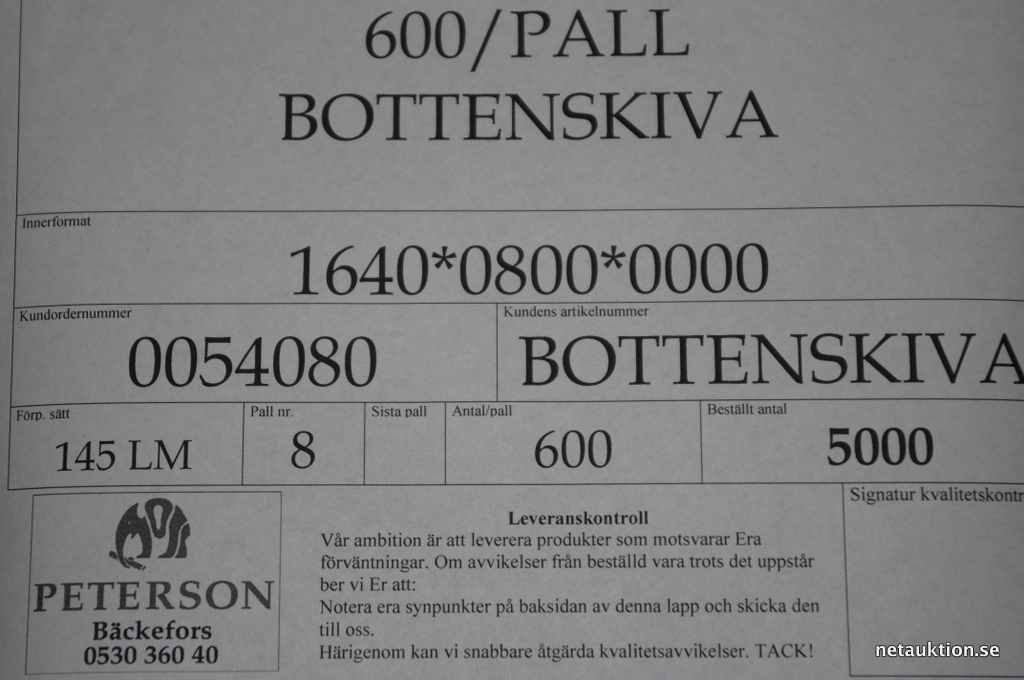 600/PALL
BOTTENSKIVA
Innerformat
1640*0800*0000
Kundordernummer
0054080
Kundens artikelnummer
BOTTENSKIVA
Förp. sätt
145 LM
Pall nr.
8
Sista pall
Antal/pall
600
Beställt antal
5000
PETERSON
Bäckefors
0530 360 40
Leveranskontroll
Vår ambition är att leverera produkter som motsvarar Era
förväntningar. Om avvikelser från beställd vara trots det uppstår
ber vi Er att:
Notera era synpunkter på baksidan av denna lapp och skicka den
till oss.
Härigenom kan vi snabbare åtgärda kvalitetsavvikelser. TACK!
Signatur kvalitetskontr
netauktion.se